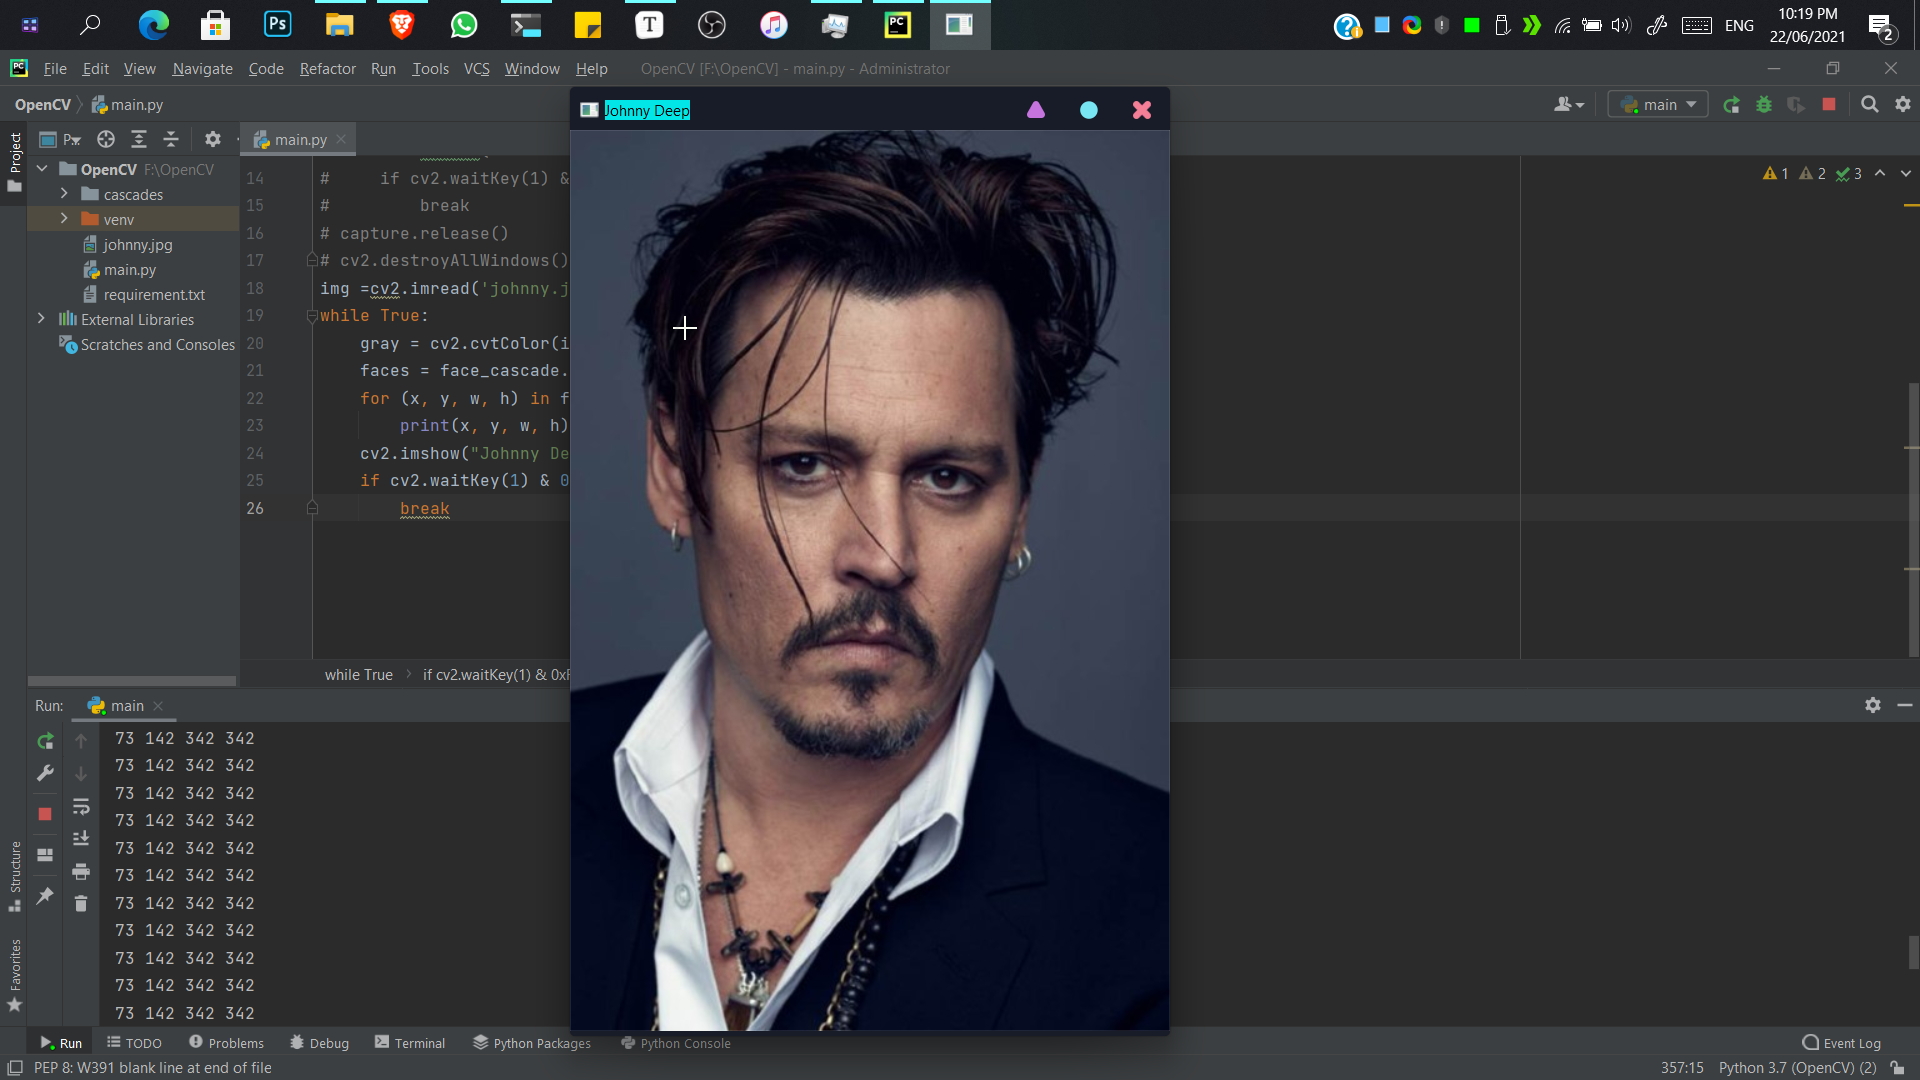 Ps
T
PC
ENG
10:19 PM
22/06/2021
2
PC
File Edit View Navigate Code Refactor Run Tools VCS Window Help OpenCV [F:\OpenCV] - main.py - Administrator
OpenCV main.py
main
Johnny Deep
Project
P...
main.py
OpenCV F:\OpenCV
cascades
venv
johnny.jpg
main.py
requirement.txt
External Libraries
Scratches and Consoles
1 2 3
14 # if cv2.waitKey(1) &
15 # break
16 # capture.release()
17 # cv2.destroyAllWindows()
18 img =cv2.imread('johnny.j
19 while True:
20 gray = cv2.cvtColor(i
21 faces = face_cascade.
22 for (x, y, w, h) in f
23 print(x, y, w, h)
24 cv2.imshow("Johnny De
25 if cv2.waitKey(1) & 0
26 break
while True if cv2.waitKey(1) & 0xF
Run: main
73 142 342 342
73 142 342 342
73 142 342 342
73 142 342 342
73 142 342 342
73 142 342 342
73 142 342 342
73 142 342 342
73 142 342 342
73 142 342 342
73 142 342 342
Structure
Favorites
Run TODO Problems Debug Terminal Python Packages Python Console Event Log
PEP 8: W391 blank line at end of file 357:15 Python 3.7 (OpenCV) (2)